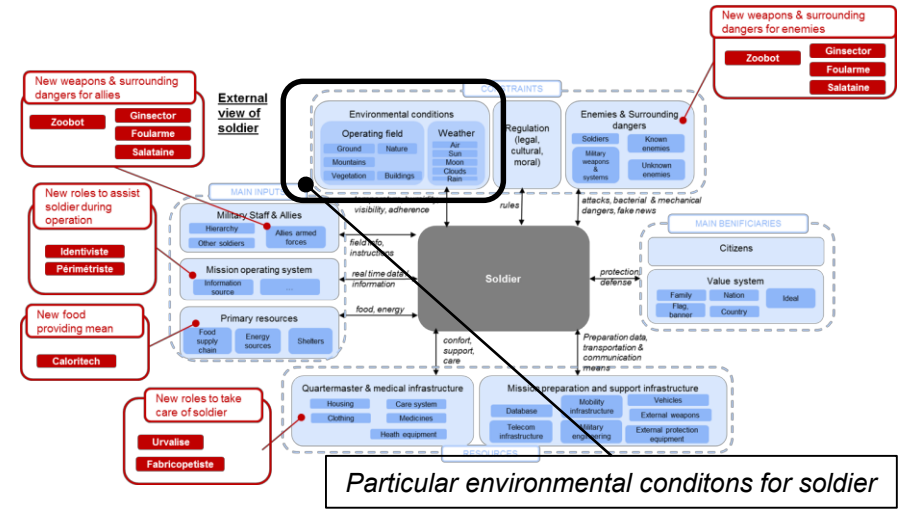 New weapons & surrounding
dangers for enemies
Zoobot
Ginsector
Foularme
Salataine
New weapons & surrounding
dangers for allies
Zoobot
Ginsector
Foularme
Salataine
External
view of
soldier
CONSTRAINTS
Environmental conditions
Operating field
Ground
Nature
Mountains
Vegetation
Buildings
Weather
Air
Sun
Moon
Clouds
Rain
Regulation
(legal,
cultural,
moral)
Enemies & Surrounding
dangers
Soldiers
Known
enemies
Military
weapons
&
systems
Unknown
enemies
visibility, adherence
rules
attacks, bacterial & mechanical
dangers, fake news
New roles to assist
soldier during
operation
Identiviste
Périmétriste
MAIN INPUTS
Military Staff & Allies
Hierarchy
Other soldiers
Allies armed
forces
field info,
instructions
Mission operating system
Information
source
....
real time data /
information
Primary resources
Food
supply
chain
Energy
sources
Shelters
food, energy
Soldier
protection
defense
MAIN BENIFICIARIES
Citizens
Value system
Family
Nation
Ideal
Flag,
banner
Country
New food
providing mean
Caloritech
confort,
support,
care
Preparation data,
transportation &
communication
means
New roles to take
care of soldier
Urvalise
Fabricopetiste
Quartermaster & medical infrastructure
Housing
Care system
Clothing
Medicines
Heath equipment
Mission preparation and support infrastructure
Database
Mobility
infrastructure
Vehicles
External weapons
Telecom
infrastructure
Military
engineering
External protection
equipment
RESOURCES
Particular environmental conditons for soldier